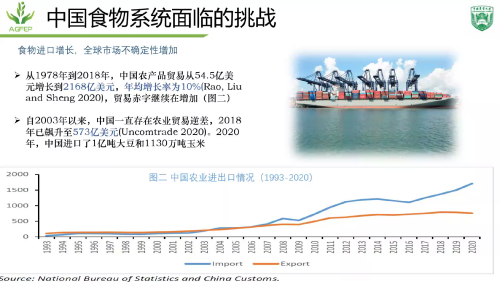 AGFEP
中国食物系统面临的挑战
食物进口增长，全球市场不确定性增加
➢ 从1978年到2018年，中国农产品贸易从54.5亿美
元增长到2168亿美元，年均增长率为10%(Rao, Liu
and Sheng 2020)，贸易赤字继续在增加（图二）
➢ 自2003年以来，中国一直存在农业贸易逆差，2018
年已飙升至573亿美元(Uncomtrade 2020)。2020
年，中国进口了1亿吨大豆和1130万吨玉米
图二 中国农业进出口情况（1993-2020）
2000
1500
1000
500
0
1993 1994 1995 1996 1997 1998 1999 2000 2001 2002 2003 2004 2005 2006 2007 2008 2009 2010 2011 2012 2013 2014 2015 2016 2017 2018 2019 2020
Import Export
Source: National Bureau of Statistics and China Customs.